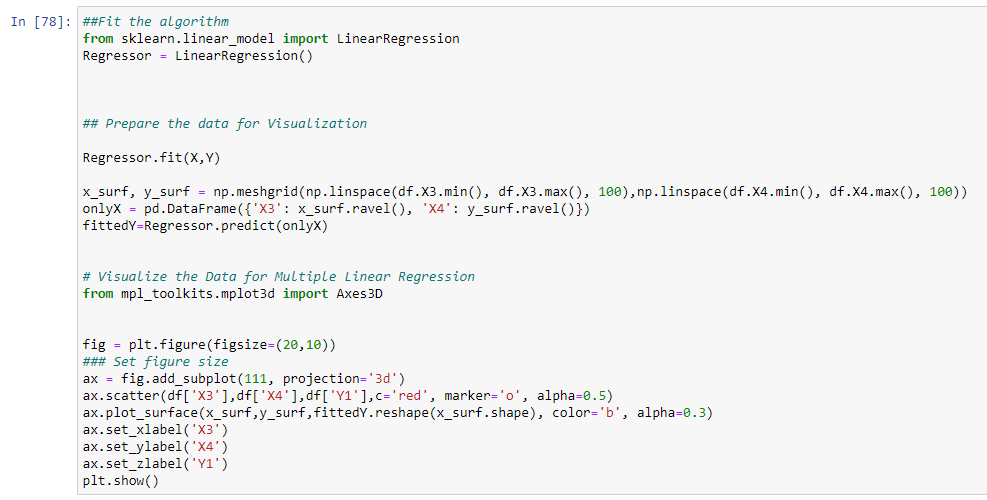 In [78]: ##Fit the algorithm
from sklearn.linear_model import LinearRegression
Regressor = LinearRegression()
## Prepare the data for Visualization
Regressor.fit(X,Y)
x_surf, y_surf = np.meshgrid(np.linspace(df.X3.min(), df.X3.max(), 100),np.linspace(df.X4.min(), df.X4.max(), 100))
onlyX = pd.DataFrame({'X3': x_surf.ravel(), 'X4': y_surf.ravel()})
fittedY=Regressor.predict(onlyX)
# Visualize the Data for Multiple Linear Regression
from mpl_toolkits.mplot3d import Axes3D
fig = plt.figure(figsize=(20,10))
### Set figure size
ax = fig.add_subplot(111, projection='3d')
ax.scatter(df['X3'],df['X4'],df['Y1'],c='red', marker='o', alpha=0.5)
ax.plot_surface(x_surf,y_surf,fittedY.reshape(x_surf.shape), color='b', alpha=0.3)
ax.set_xlabel('X3')
ax.set_ylabel('X4')
ax.set_zlabel('Y1')
plt.show()